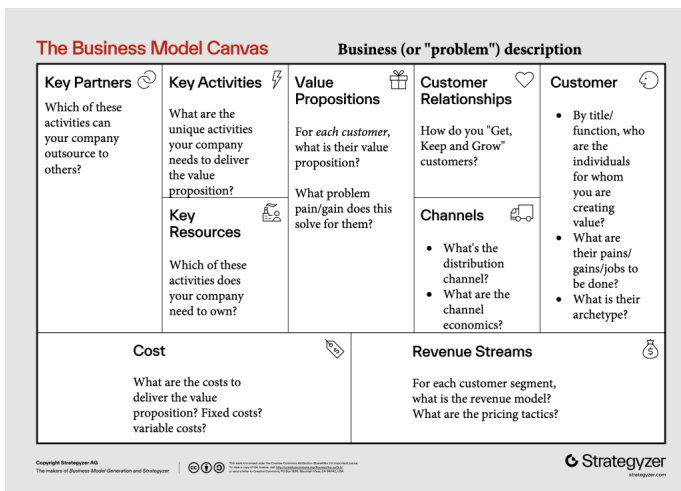 The Business Model Canvas
Business (or "problem") description
Key Partners
Which of these
activities can
your company
outsource to
others?
Key Activities
What are the
unique activities
your company
needs to deliver
the value
proposition?
Key
Resources
Which of these
activities does
your company
need to own?
Value
Propositions
For each customer,
what is their value
proposition?
What problem
pain/gain does this
solve for them?
Customer
Relationships
How do you "Get,
Keep and Grow"
customers?
Channels
• What's the
distribution
channel?
• What are the
channel
economics?
Customer
• By title/
function, who
are the
individuals
for whom
you are
creating
value?
• What are
their pains/
gains/jobs to
be done?
• What is their
archetype?
Cost
What are the costs to
deliver the value
proposition? Fixed costs?
variable costs?
Revenue Streams
For each customer segment,
what is the revenue model?
What are the pricing tactics?
Copyright Strategyzer AG
The makers of Business Model Generation and Strategyzer
Strategyzer
strategyzer.com